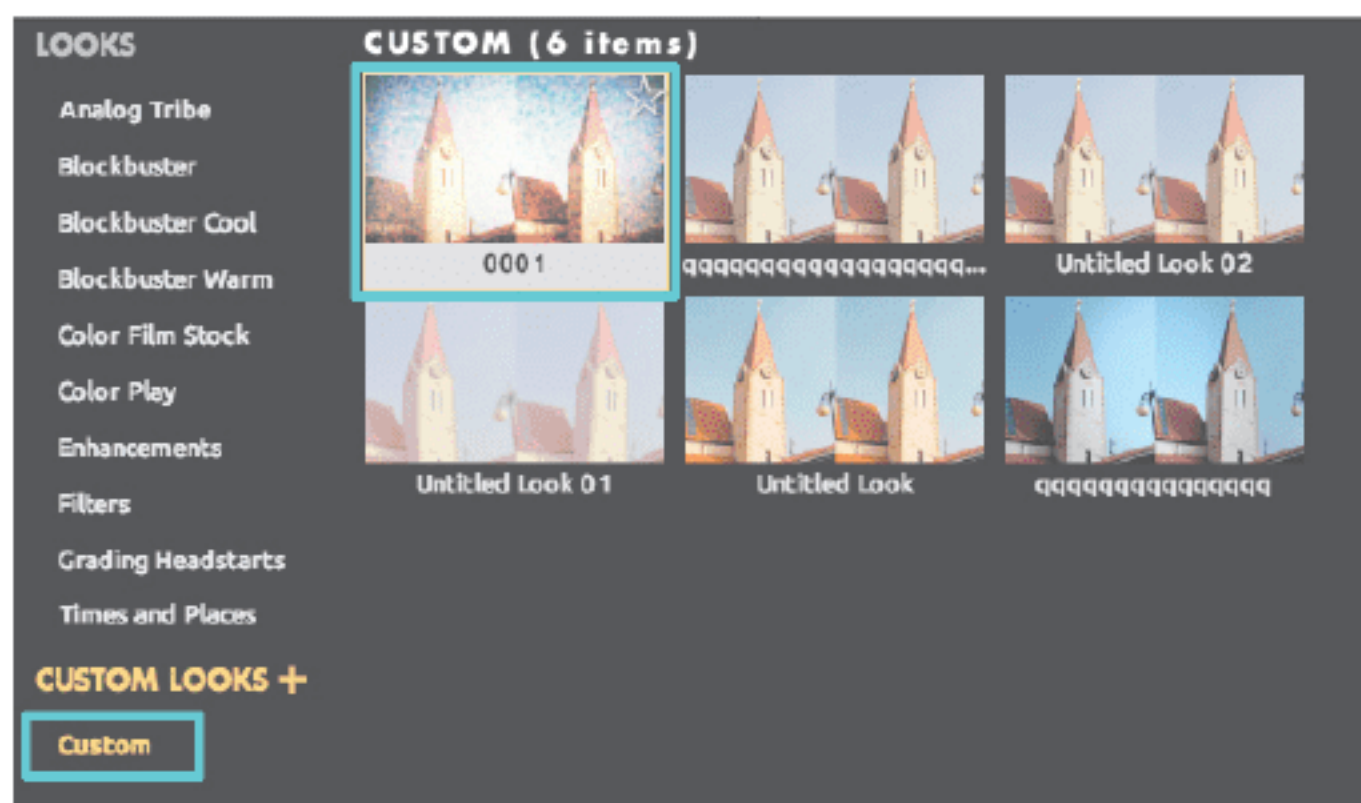 LOOKS
Analog Tribe
Blockbuster
Blockbuster Cool
Blockbuster Warm
Color Film Stock
Color Play
Enhancements
Filters
Grading Headstarts
Times and Places
CUSTOM LOOKS +
Custom
CUSTOM (6 items)
0001
qqqqqqqqqqqqqqqqqq...
Untitled Look 02
Untitled Look 01
Untitled Look
qqqqqqqqqqqqqqq